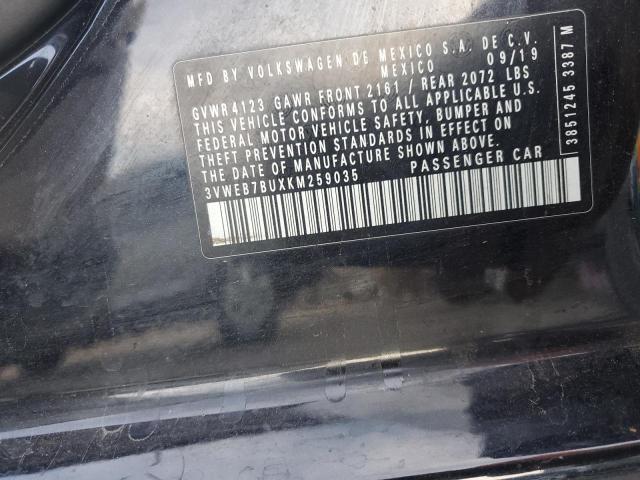 MFD BY VOLKSWAGEN DE MEXICO S.A. DE C.V.
MEXICO 09/19
GVWR4123 GAWR FRONT 2161 / REAR 2072 LBS
THIS VEHICLE CONFORMS TO ALL APPLICABLE U.S.
FEDERAL MOTOR VEHICLE SAFETY, BUMPER AND
THEFT PREVENTION STANDARDS IN EFFECT ON
THE DATE OF MANUFACTURE SHOWN ABOVE.
3VWEB7BUXKM259035 PASSENGER CAR
3851245 3387 M